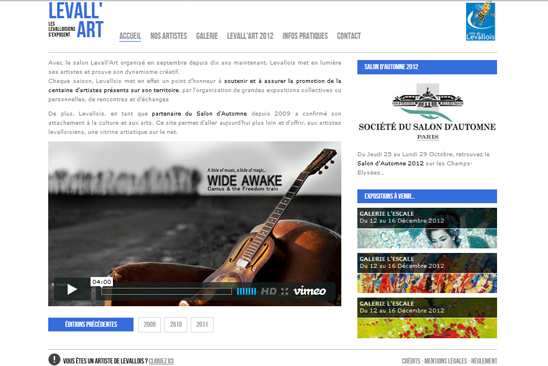 LEVALL'
ART
LES
LEVALLOISIENS
S'EXPOSENT
ACCUEIL NOS ARTISTES GALERIE LEVALL'ART 2012 INFOS PRATIQUES CONTACT
Levallois
Avec le salon Levall'Art organisé en septembre depuis dix ans maintenant, Levallois met en lumière
ses artistes et prouve son dynamisme créatif.
Chaque saison, Levallois met en effet un point d'honneur à soutenir et à assurer la promotion de la
centaine d'artistes présents sur son territoire, par l'organisation de grandes expositions collectives ou
personnelles, de rencontres et d'échanges
De plus, Levallois, en tant que partenaire du Salon d'Automne depuis 2009 a confirmé son
attachement à la culture et aux arts. Ce site permet d'aller aujourd'hui plus loin et d'offrir, aux artistes
levalloisiens, une vitrine artistique sur le net.
A little of music, a little of magic...
WIDE AWAKE
Genius & the Freedom train
04:00
HD vimeo
ÉDITIONS PRÉCÉDENTES 2009 2010 2011
SALON D'AUTOMNE 2012
SOCIÉTÉ DU SALON D'AUTOMNE
PARIS
Du Jeudi 25 au Lundi 29 Octobre, retrouvez le
Salon d'Automne 2012 sur les Champs-
Elysées...
EXPOSITIONS À VENIR...
GALERIE L'ESCALE
Du 12 au 16 Décembre 2012
GALERIE L'ESCALE
Du 12 au 16 Décembre 2012
GALERIE L'ESCALE
Du 12 au 16 Décembre 2012
VOUS ÊTES UN ARTISTE DE LEVALLOIS ? CLIQUEZ ICI
CRÉDITS - MENTIONS LÉGALES - RÈGLEMENT